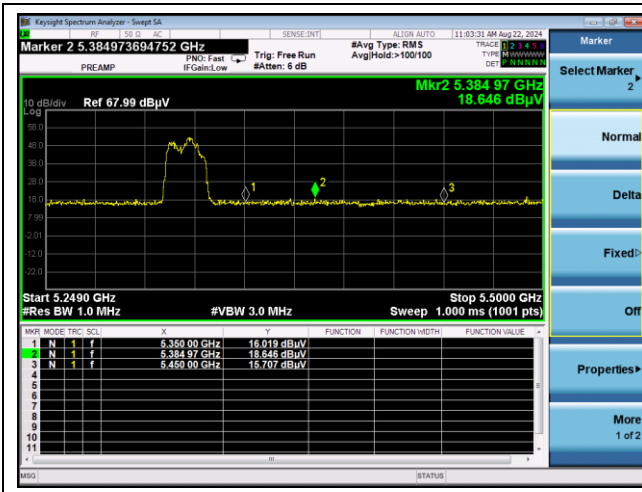 Keysight Spectrum Analyzer - Swept SA
RF 50 Ω AC SENSE:INT ALIGN AUTO 11:03:31 AM Aug 22, 2024
Marker 2 5.384973694752 GHz
PREAMP
PNO: Fast
IFGain:Low
Trig: Free Run
#Atten: 6 dB
#Avg Type: RMS
Avg|Hold:>100/100
TRACE 1 2 3 4 5 6
TYPE M W W W W W
DET P N N N N N
Mkr2 5.384 97 GHz
18.646 dBµV
10 dB/div Ref 67.99 dBµV
Log
58.0
48.0
38.0
28.0
18.0
7.99
-2.01
-12.0
-22.0
1
2
3
Start 5.2490 GHz Stop 5.5000 GHz
#Res BW 1.0 MHz #VBW 3.0 MHz Sweep 1.000 ms (1001 pts)
MKR MODE TRC SCL X Y FUNCTION FUNCTION WIDTH FUNCTION VALUE
1 N 1 f 5.350 00 GHz 16.019 dBµV
2 N 1 f 5.384 97 GHz 18.646 dBµV
3 N 1 f 5.450 00 GHz 15.707 dBµV
4
5
6
7
8
9
10
11
MSG STATUS
Marker
Select Marker
2
Normal
Delta
Fixed
Off
Properties
More
1 of 2